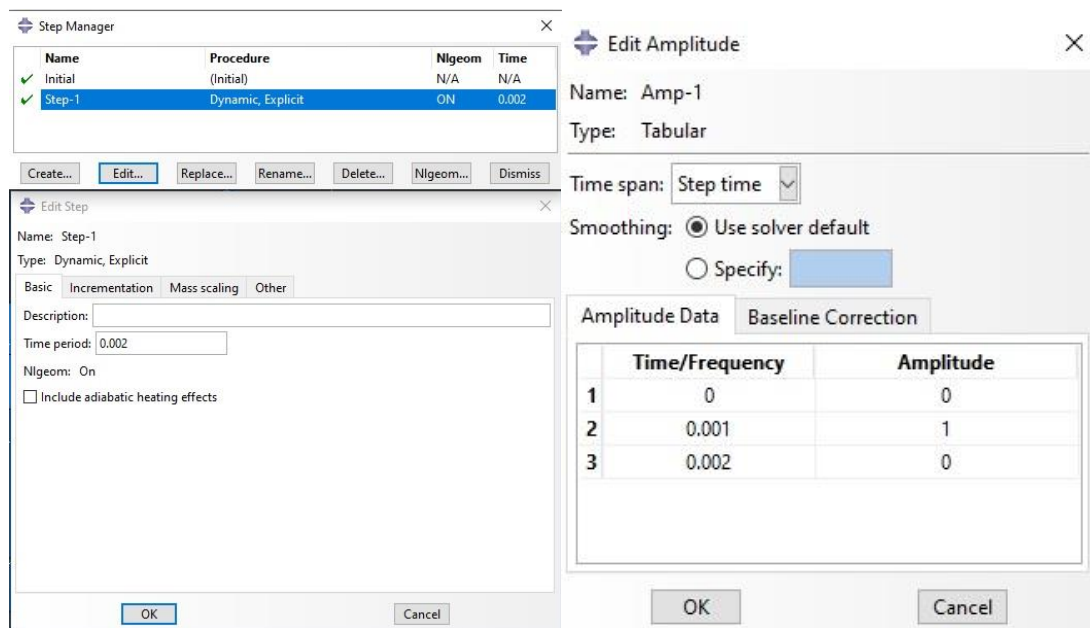 Step Manager
Name Procedure Nlgeom Time
Initial (Initial) N/A N/A
Step-1 Dynamic, Explicit ON 0.002
Create... Edit... Replace... Rename... Delete... Nlgeom... Dismiss
Edit Step
Name: Step-1
Type: Dynamic, Explicit
Basic Incrementation Mass scaling Other
Description:
Time period: 0.002
Nlgeom: On
Include adiabatic heating effects
OK Cancel
Edit Amplitude
Name: Amp-1
Type: Tabular
Time span: Step time
Smoothing: Use solver default
Specify:
Amplitude Data Baseline Correction
Time/Frequency Amplitude
1 0 0
2 0.001 1
3 0.002 0
OK Cancel